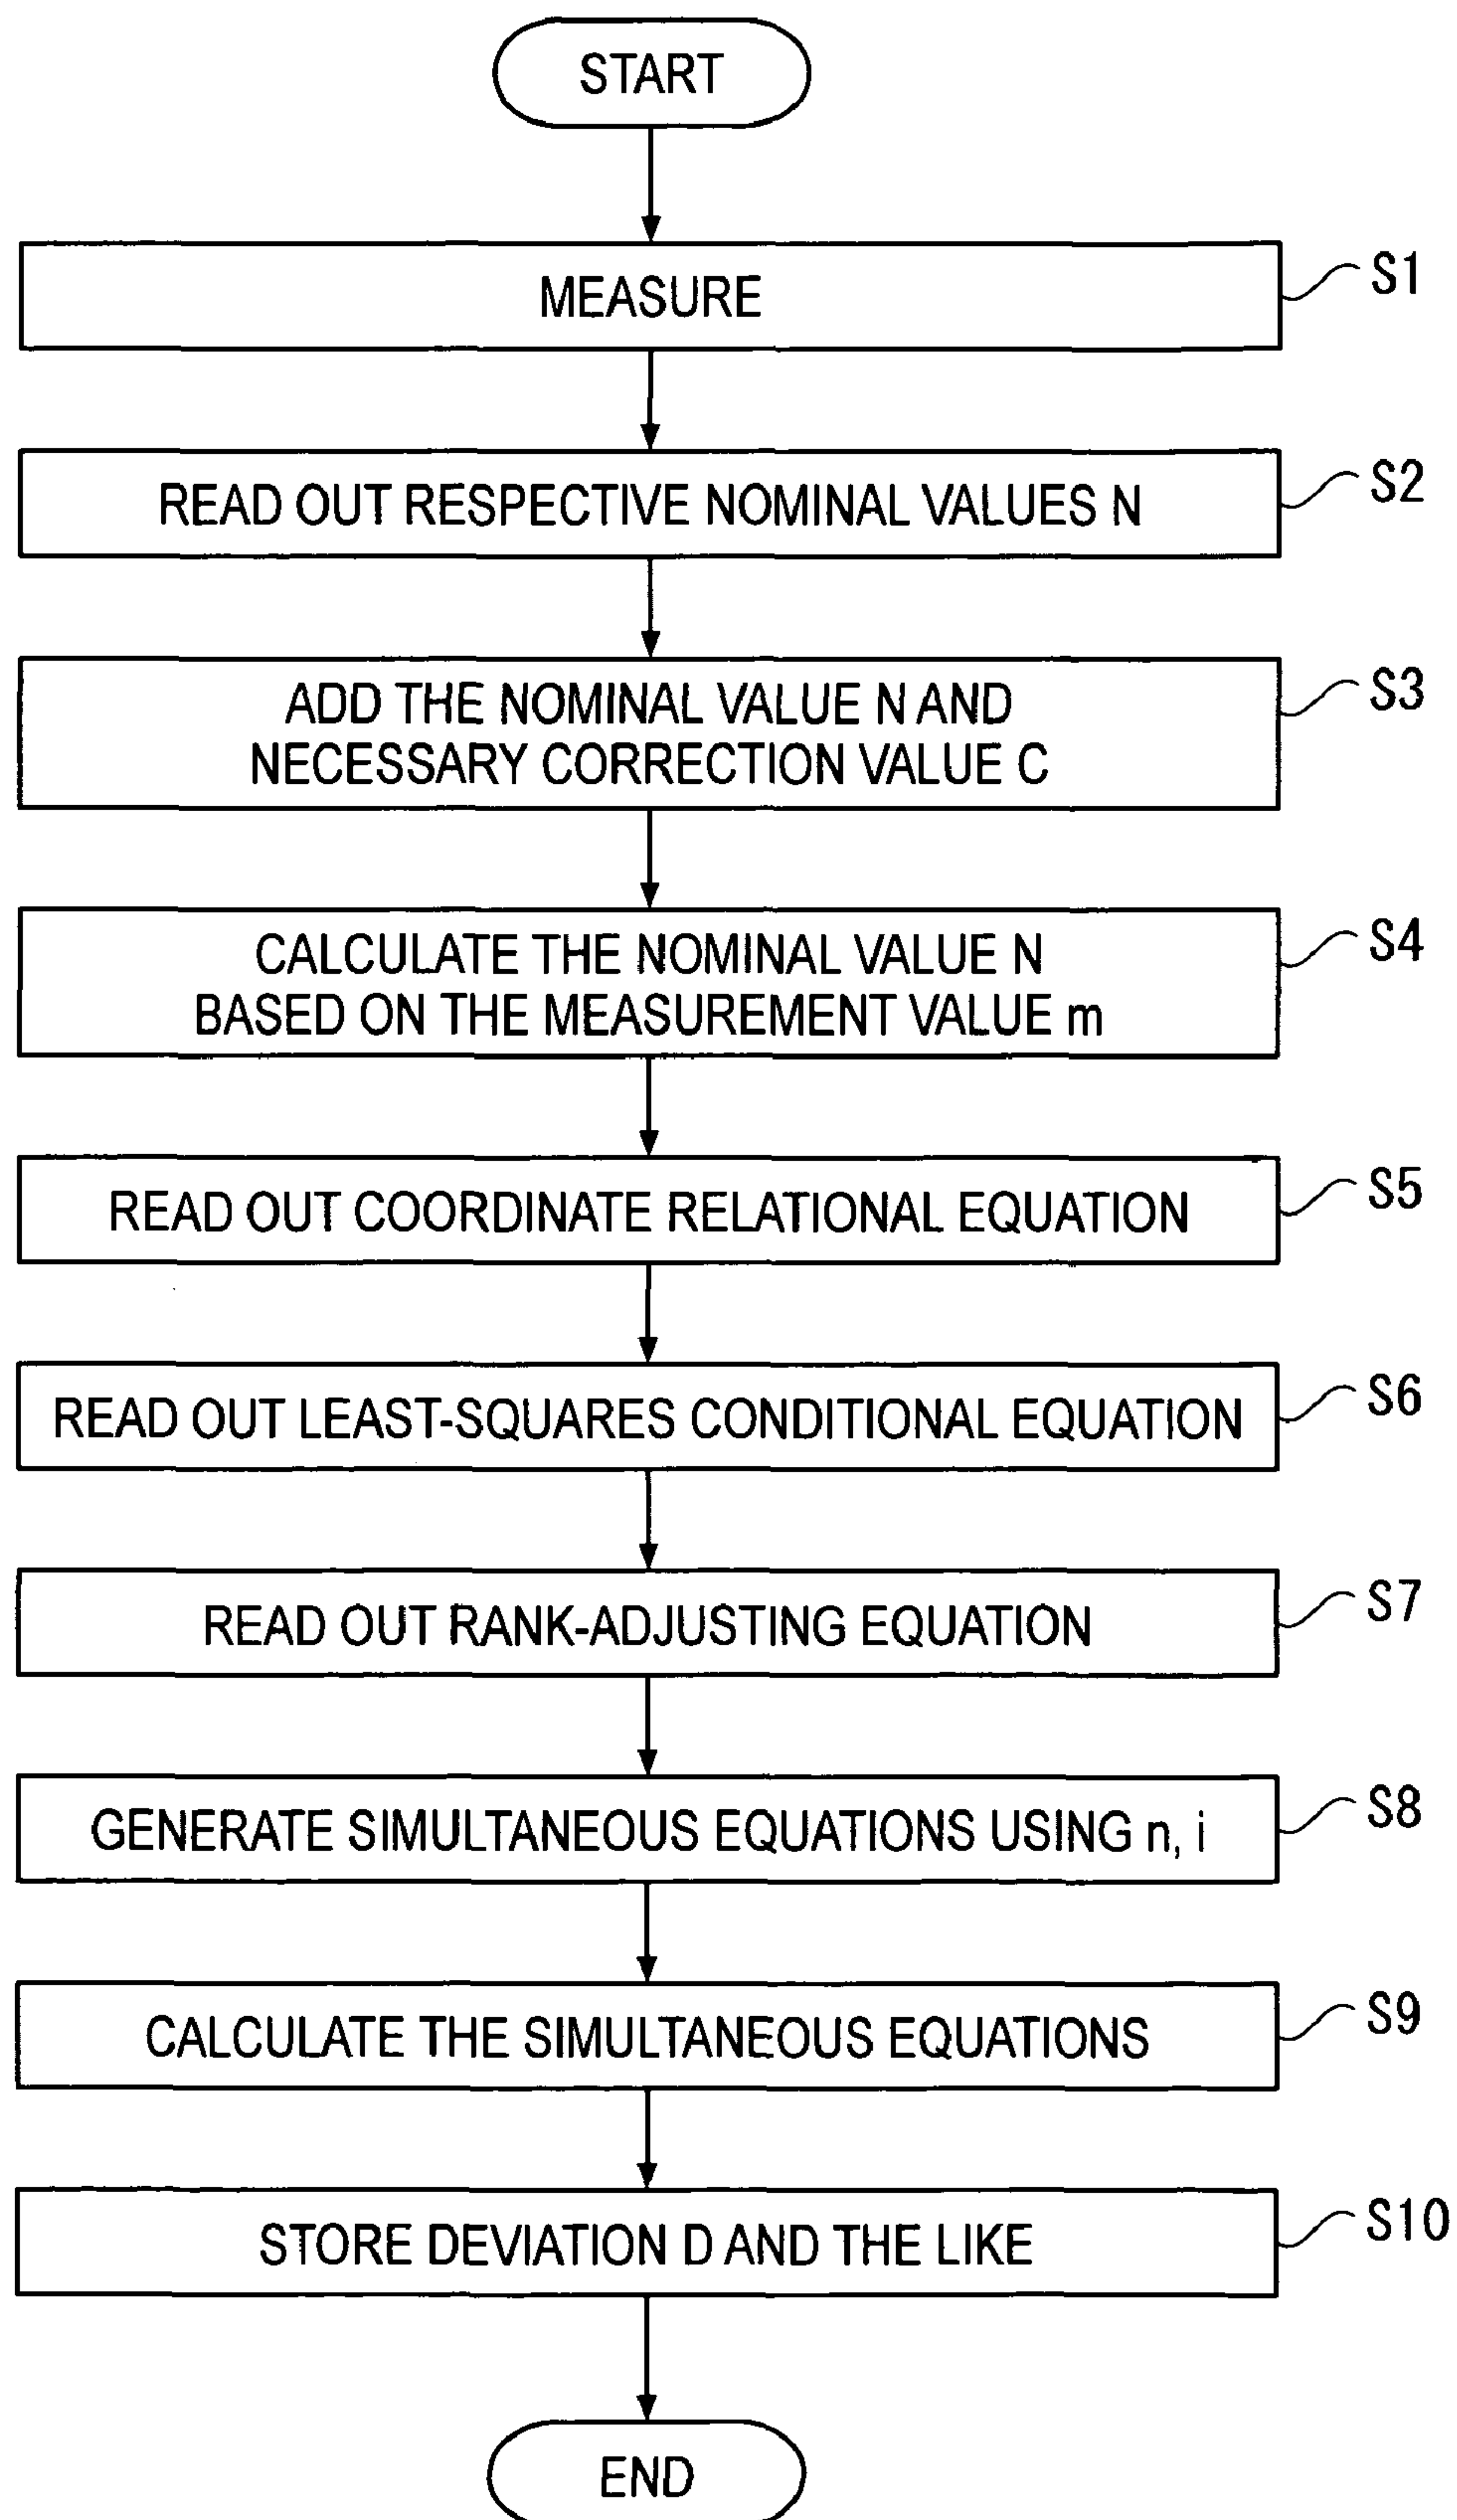 START
MEASURE
S1
READ OUT RESPECTIVE NOMINAL VALUES N
S2
ADD THE NOMINAL VALUE N AND
NECESSARY CORRECTION VALUE C
S3
CALCULATE THE NOMINAL VALUE N
BASED ON THE MEASUREMENT VALUE m
S4
READ OUT COORDINATE RELATIONAL EQUATION
S5
READ OUT LEAST-SQUARES CONDITIONAL EQUATION
S6
READ OUT RANK-ADJUSTING EQUATION
S7
GENERATE SIMULTANEOUS EQUATIONS USING n, i
S8
CALCULATE THE SIMULTANEOUS EQUATIONS
S9
STORE DEVIATION D AND THE LIKE
S10
END